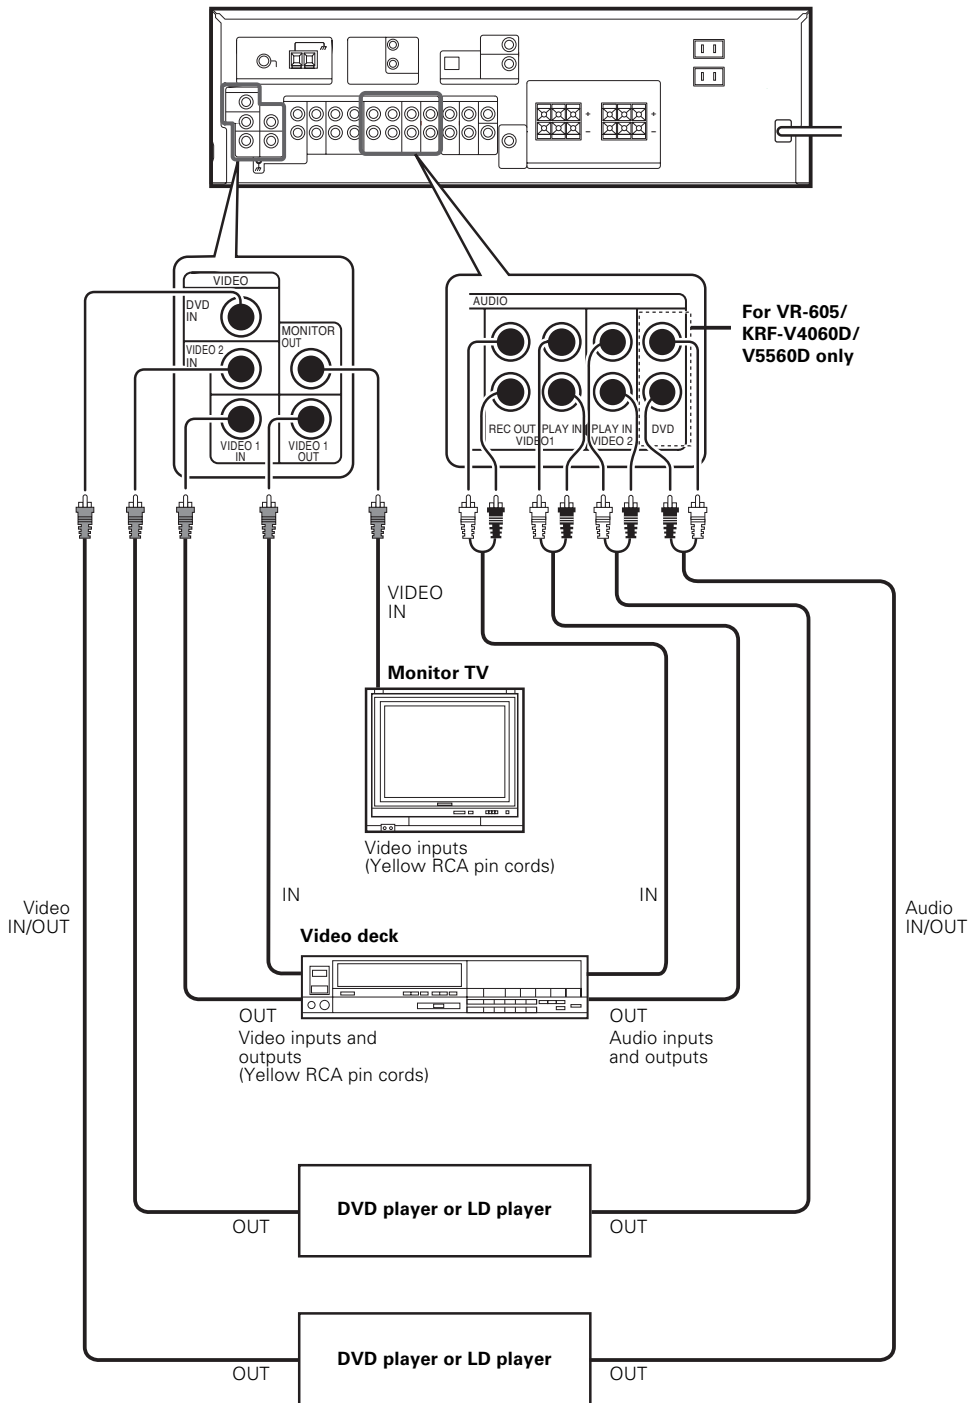 VIDEO
DVD
IN
MONITOR
OUT
VIDEO 2
IN
VIDEO 1
IN
VIDEO 1
OUT
AUDIO
REC OUT
PLAY IN
VIDEO1
PLAY IN
VIDEO 2
DVD
+
–
+
–
For VR-605/
KRF-V4060D/
V5560D only
VIDEO
IN
Monitor TV
Video inputs
(Yellow RCA pin cords)
IN
IN
Video
IN/OUT
Audio
IN/OUT
Video deck
OUT
Video inputs and
outputs
(Yellow RCA pin cords)
OUT
Audio inputs
and outputs
DVD player or LD player
OUT
OUT
DVD player or LD player
OUT
OUT